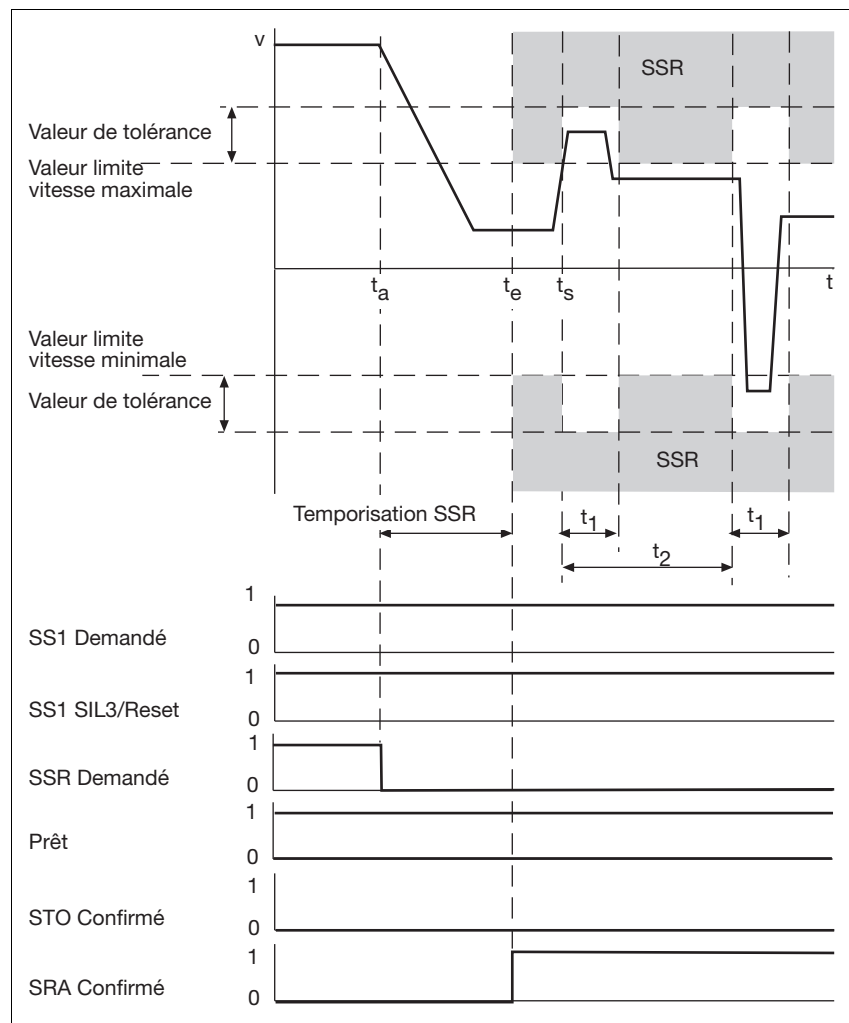 v
SSR
Valeur de tolérance
Valeur limite
vitesse maximale
ta
te
ts
t
Valeur limite
vitesse minimale
Valeur de tolérance
SSR
Temporisation SSR
t1
t1
t2
1
SS1 Demandé
0
1
SS1 SIL3/Reset
0
1
SSR Demandé
0
1
Prêt
0
1
STO Confirmé
0
1
SRA Confirmé
0